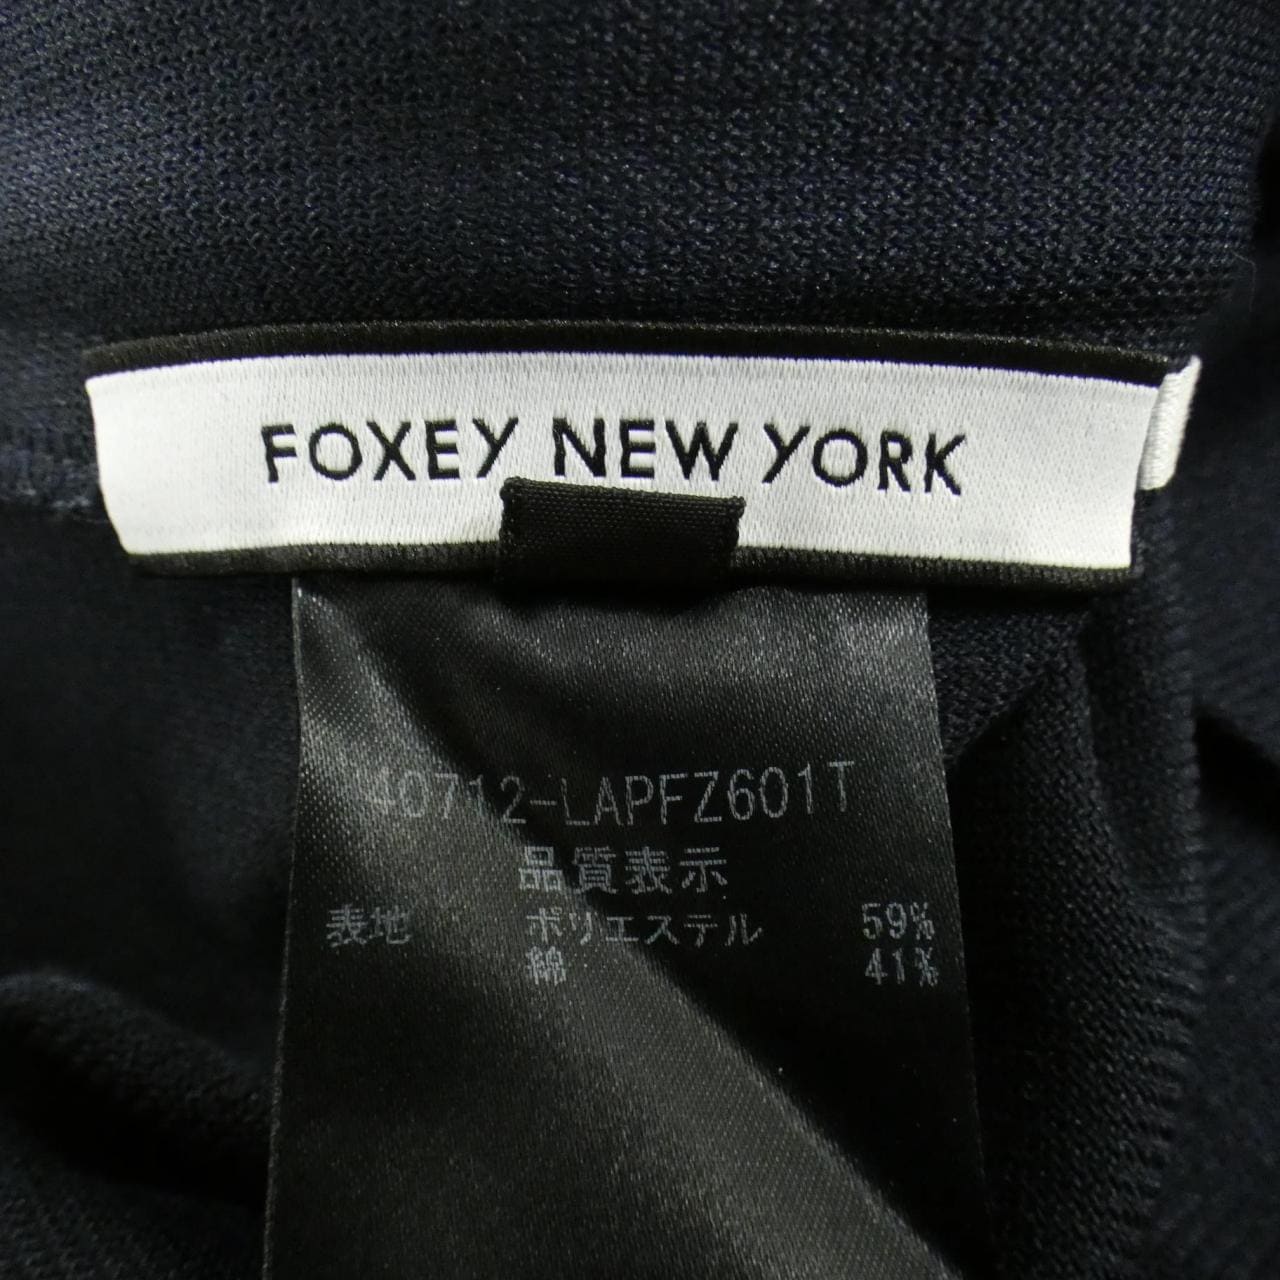 FOXEY NEW YORK
40712-LAPFZ601T
品質表示
表地 ポリエステル 59%
綿 41%